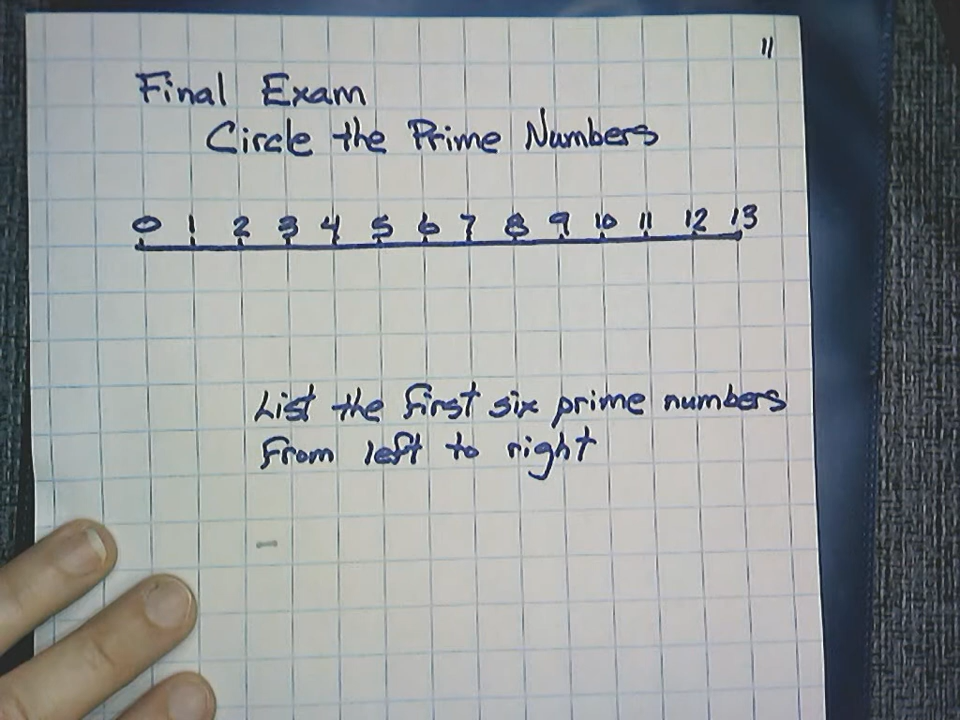 11
Final Exam
Circle the Prime Numbers
0 1 2 3 4 5 6 7 8 9 10 11 12 13
List the first six prime numbers
from left to right
-